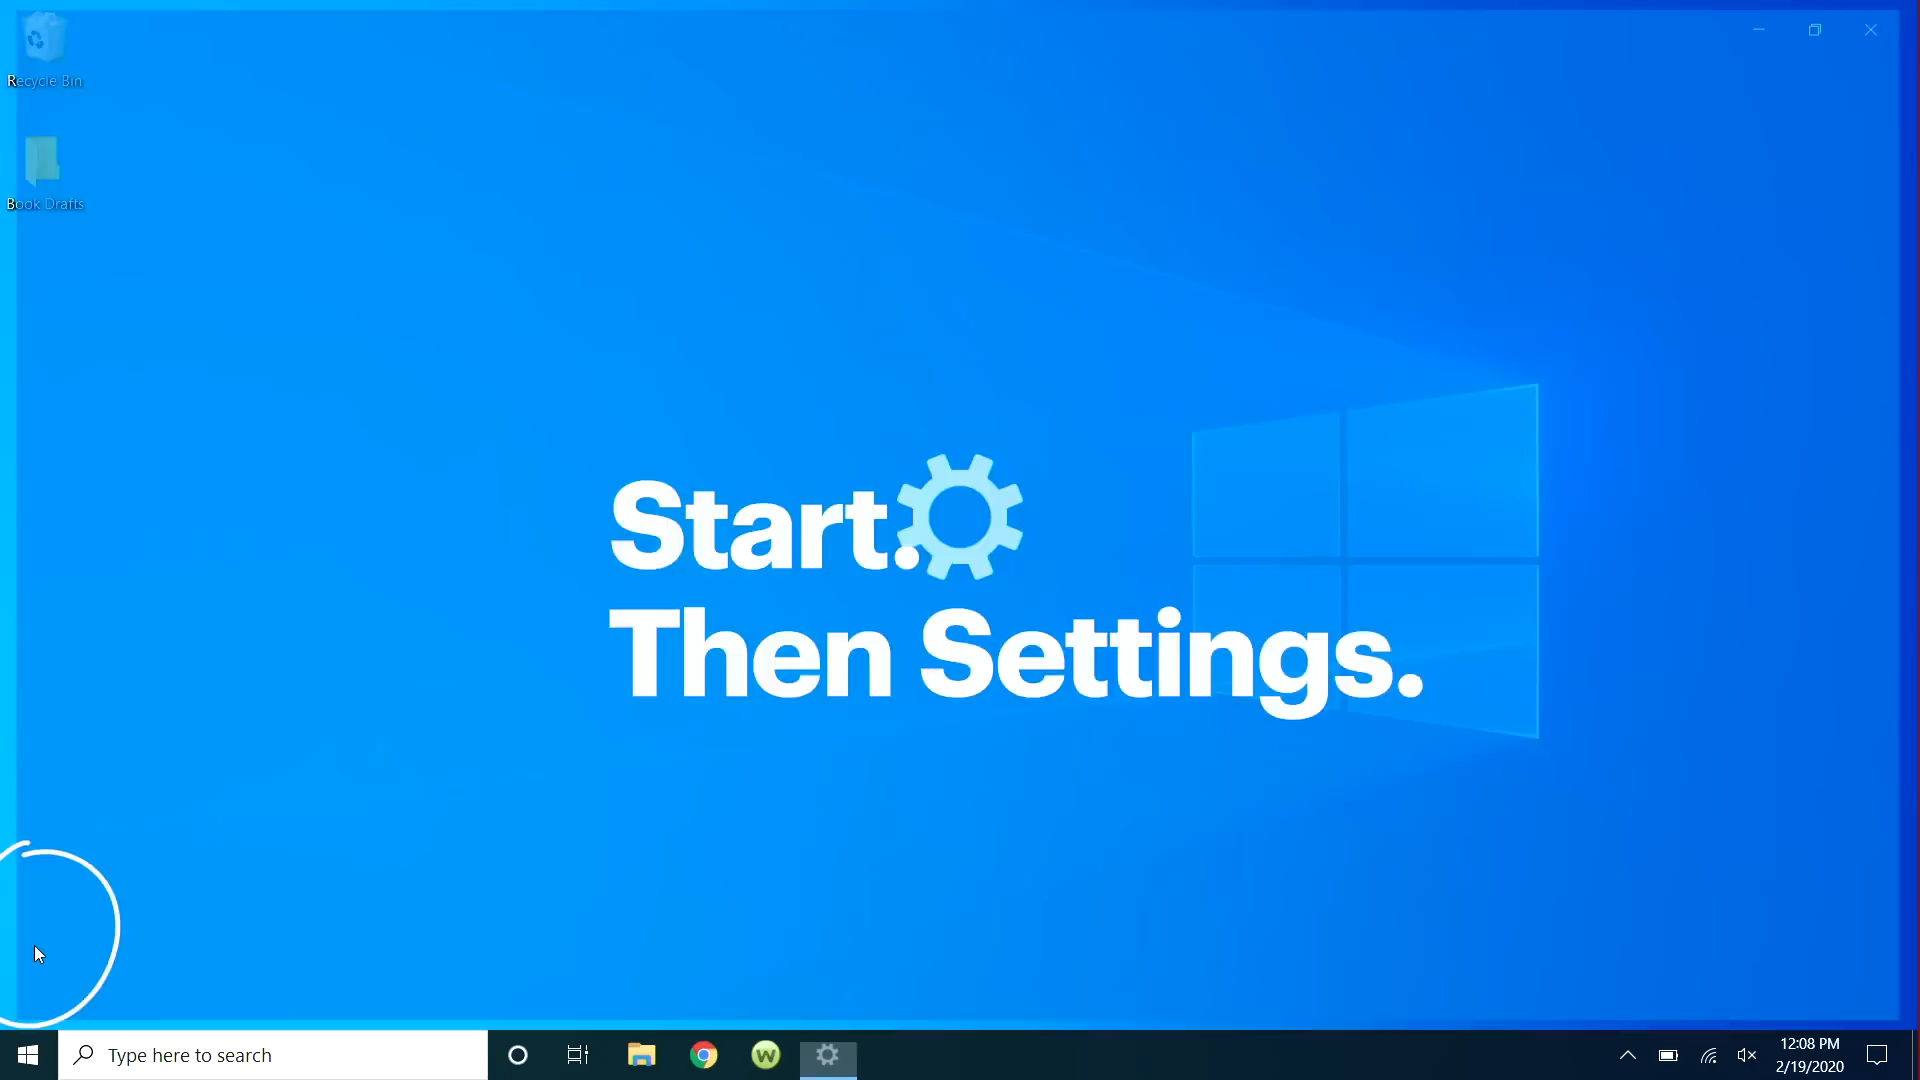 Recycle Bin
Book Drafts
Start.
Then Settings.
Type here to search
W
12:08 PM
2/19/2020